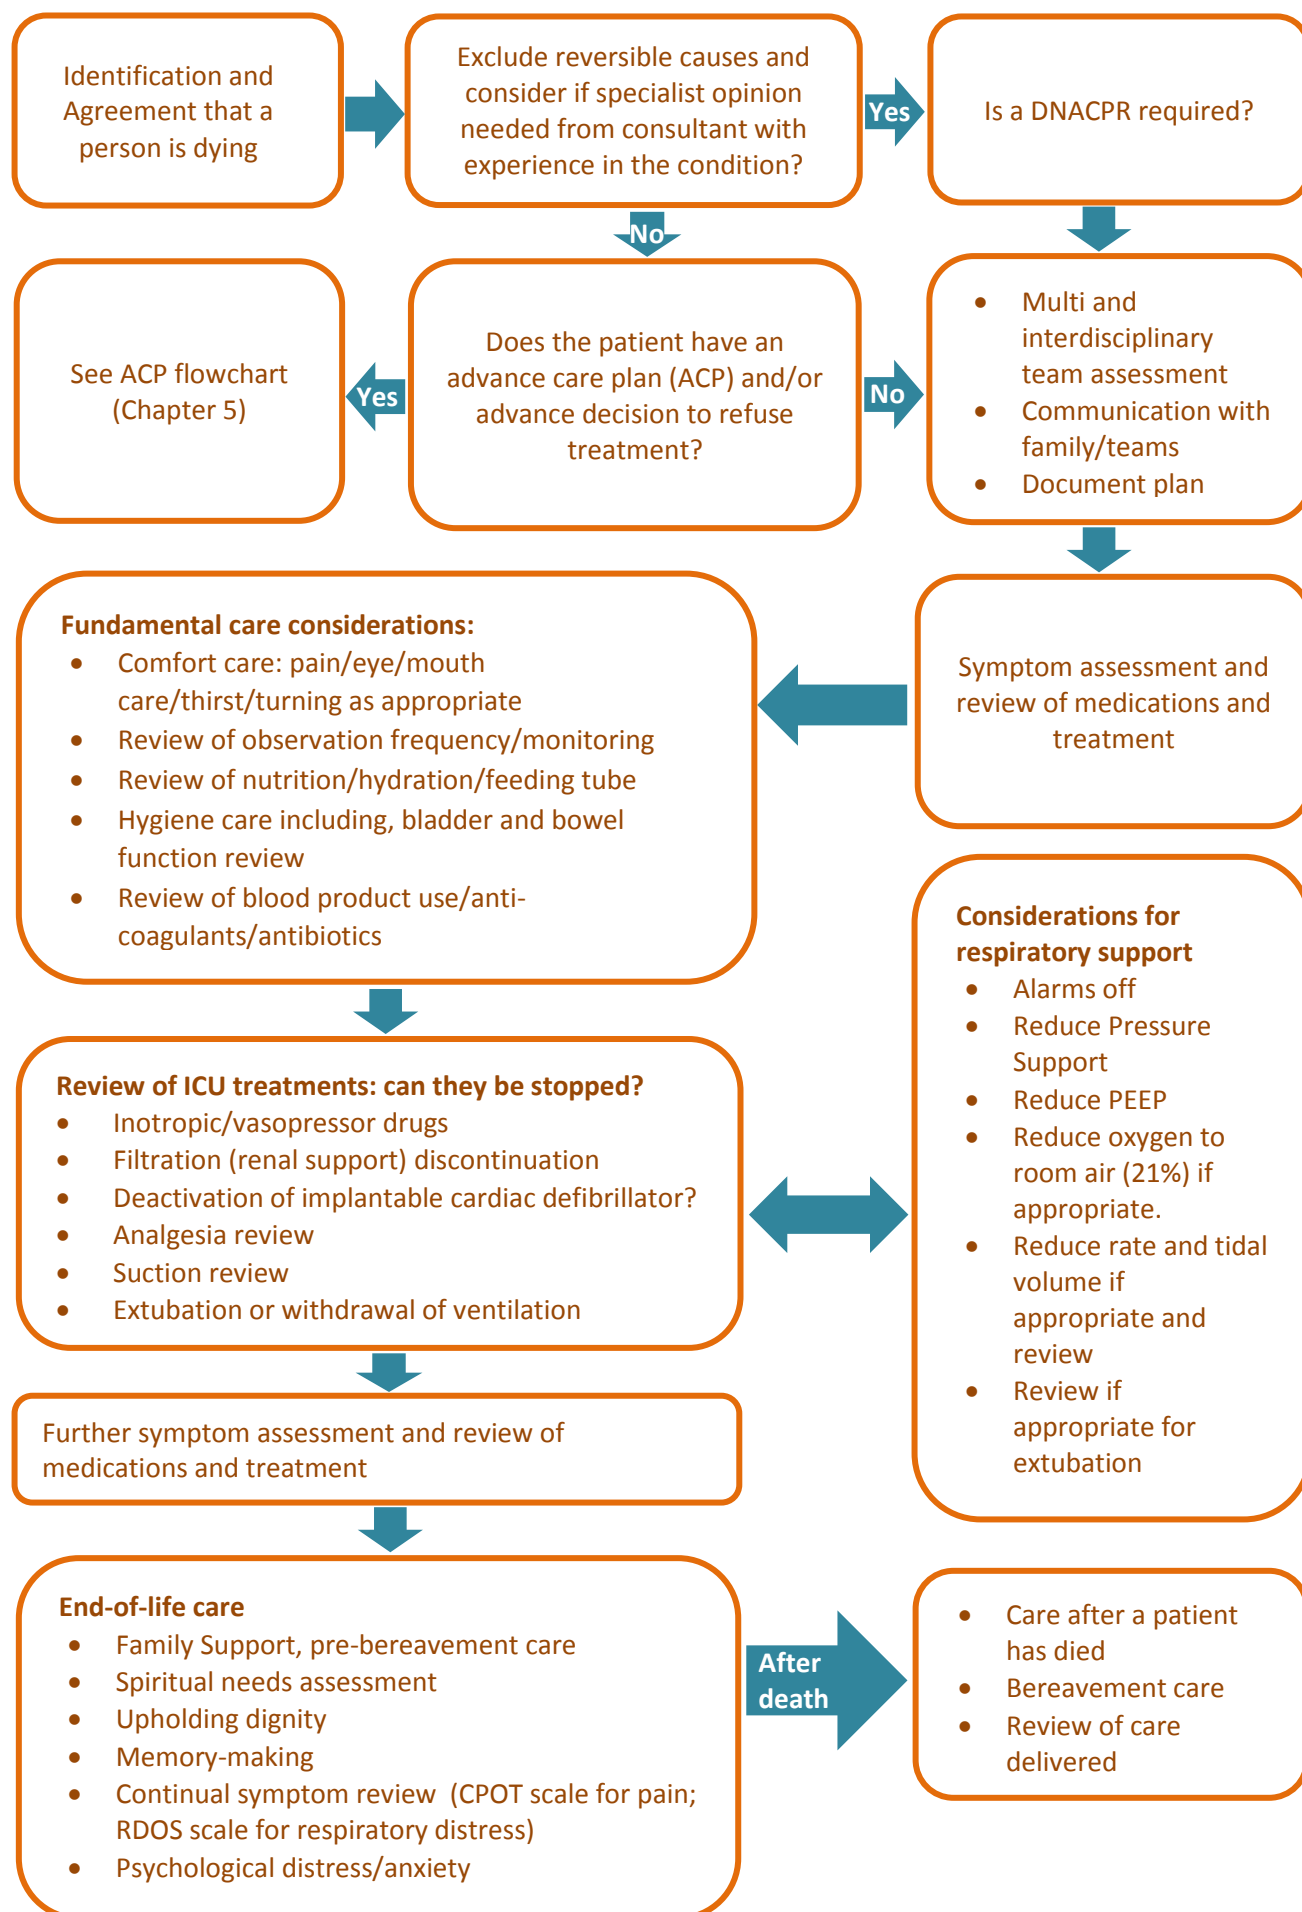 Identification and
Agreement that a
person is dying
Exclude reversible causes and
consider if specialist opinion
needed from consultant with
experience in the condition?
Yes
Is a DNACPR required?
No
See ACP flowchart
(Chapter 5)
Yes
Does the patient have an
advance care plan (ACP) and/or
advance decision to refuse
treatment?
No
• Multi and
interdisciplinary
team assessment
• Communication with
family/teams
• Document plan
Fundamental care considerations:
• Comfort care: pain/eye/mouth
care/thirst/turning as appropriate
• Review of observation frequency/monitoring
• Review of nutrition/hydration/feeding tube
• Hygiene care including, bladder and bowel
function review
• Review of blood product use/anti-
coagulants/antibiotics
Symptom assessment and
review of medications and
treatment
Considerations for
respiratory support
• Alarms off
• Reduce Pressure
Support
• Reduce PEEP
• Reduce oxygen to
room air (21%) if
appropriate.
• Reduce rate and tidal
volume if
appropriate and
review
• Review if
appropriate for
extubation
Review of ICU treatments: can they be stopped?
• Inotropic/vasopressor drugs
• Filtration (renal support) discontinuation
• Deactivation of implantable cardiac defibrillator?
• Analgesia review
• Suction review
• Extubation or withdrawal of ventilation
Further symptom assessment and review of
medications and treatment
End-of-life care
• Family Support, pre-bereavement care
• Spiritual needs assessment
• Upholding dignity
• Memory-making
• Continual symptom review (CPOT scale for pain;
RDOS scale for respiratory distress)
• Psychological distress/anxiety
After
death
• Care after a patient
has died
• Bereavement care
• Review of care
delivered